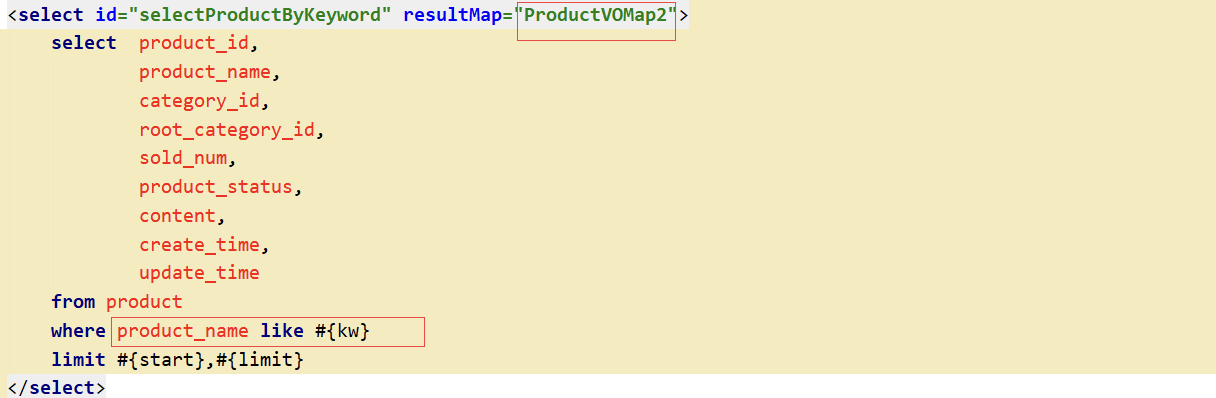 <select id="selectProductByKeyword" resultMap="ProductVOMap2">
select product_id,
product_name,
category_id,
root_category_id,
sold_num,
product_status,
content,
create_time,
update_time
from product
where product_name like #{kw}
limit #{start},#{limit}
</select>